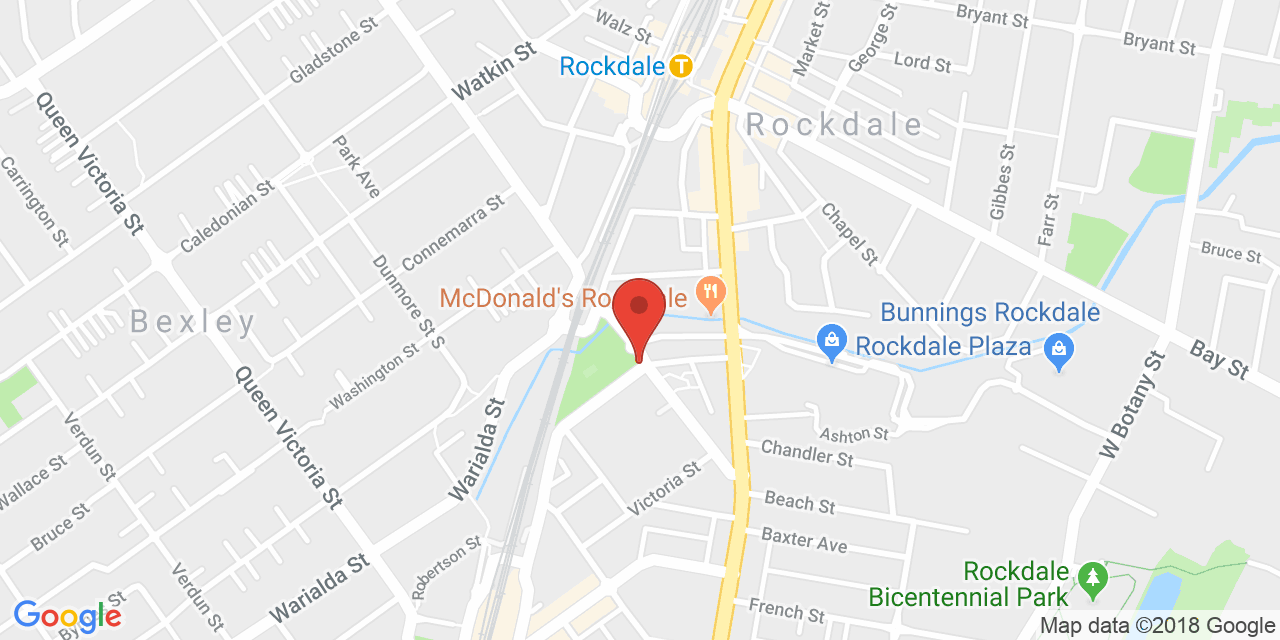 Walz St
Bryant St
Bryant St
Market St
George St
Lord St
Gladstone St
Watkin St
Rockdale
T
Rockdale
Queen Victoria St
Carrington St
Park Ave
Caledonian St
Connemarra St
Gibbes St
Farr St
Chapel St
Bruce St
Dunmore St S
McDonald's Ro
ale
Bexley
Bunnings Rockdale
Rockdale Plaza
Bay St
Washington St
Queen Victoria St
W Botany St
Verdun St
Warialda St
Ashton St
Chandler St
Wallace St
Victoria St
Beach St
Bruce St
Baxter Ave
Robertson St
Verdun St
Warialda St
Rockdale
Bicentennial Park
French St
Google
St
Map data ©2018 Google